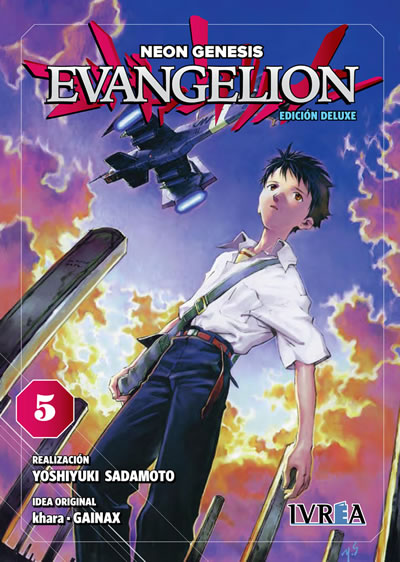 NEON GENESIS
EVANGELION
EDICIÓN DELUXE
5
REALIZACIÓN
YOSHIYUKI SADAMOTO
IDEA ORIGINAL
khara · GAINAX
IVREA